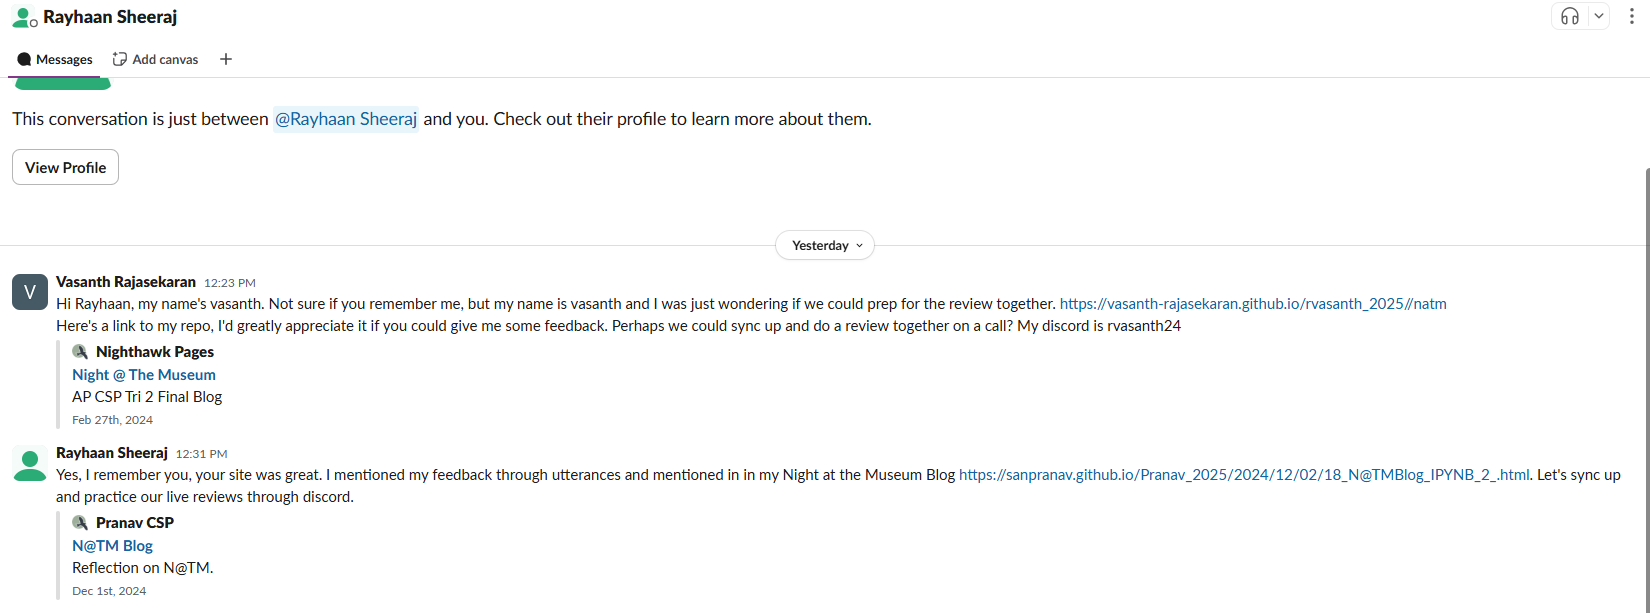 Rayhaan Sheeraj
Messages
Add canvas
This conversation is just between @Rayhaan Sheeraj and you. Check out their profile to learn more about them.
View Profile
Yesterday
V
Vasanth Rajasekaran 12:23 PM
Hi Rayhaan, my name's vasanth. Not sure if you remember me, but my name is vasanth and I was just wondering if we could prep for the review together. https://vasanth-rajasekaran.github.io/rvasanth_2025//natm
Here's a link to my repo, I'd greatly appreciate it if you could give me some feedback. Perhaps we could sync up and do a review together on a call? My discord is rvasanth24
Nighthawk Pages
Night @ The Museum
AP CSP Tri 2 Final Blog
Feb 27th, 2024
Rayhaan Sheeraj 12:31 PM
Yes, I remember you, your site was great. I mentioned my feedback through utterances and mentioned in in my Night at the Museum Blog https://sanpranav.github.io/Pranav_2025/2024/12/02/18_N@TMBlog_IPYNB_2_.html. Let's sync up
and practice our live reviews through discord.
Pranav CSP
N@TM Blog
Reflection on N@TM.
Dec 1st, 2024